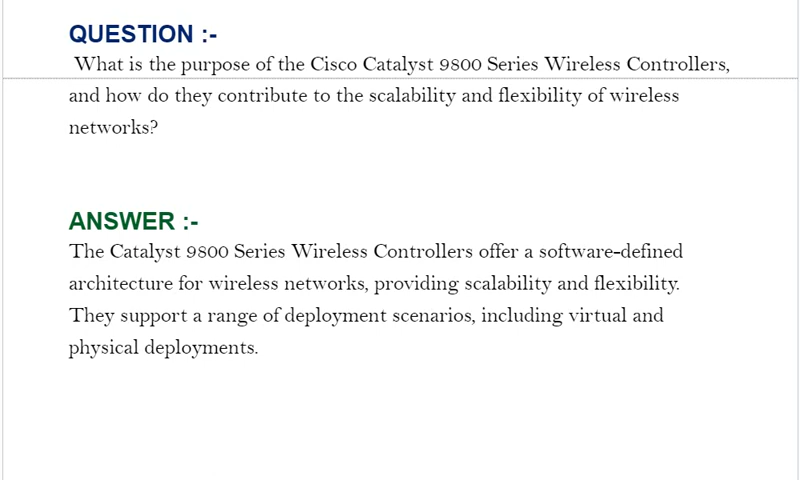 QUESTION :-
What is the purpose of the Cisco Catalyst 9800 Series Wireless Controllers,
and how do they contribute to the scalability and flexibility of wireless
networks?
ANSWER :-
The Catalyst 9800 Series Wireless Controllers offer a software-defined
architecture for wireless networks, providing scalability and flexibility.
They support a range of deployment scenarios, including virtual and
physical deployments.